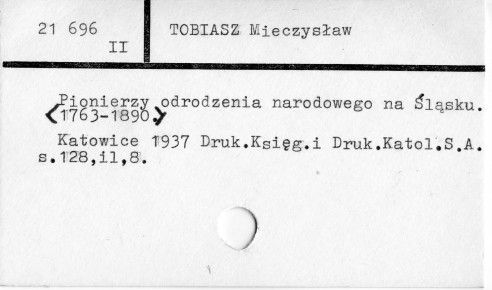 21 696
II
TOBIASZ Mieczysław
Pionierzy odrodzenia narodowego na Śląsku.
<1763-1890.>
Katowice 1937 Druk.Księg.i Druk.Katol.S.A.
s.128,il,8.